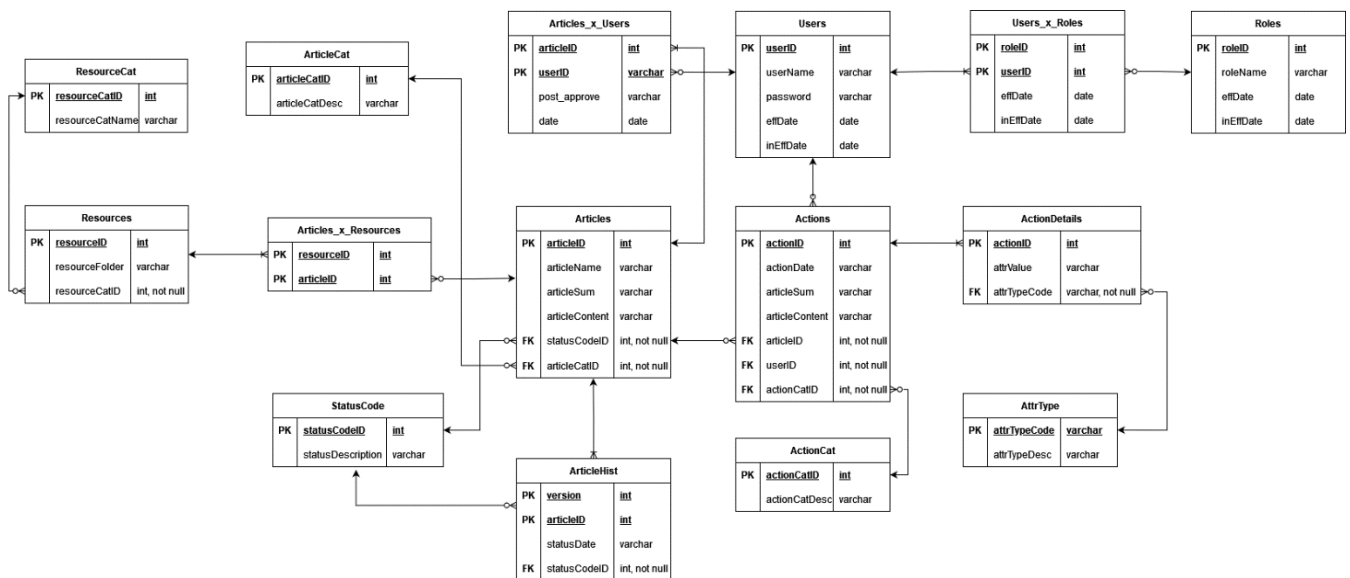 ResourceCat
PK resourceCatID int
resourceCatName varchar
ArticleCat
PK articleCatID int
articleCatDesc varchar
Articles_x_Users
PK articleID int
PK userID varchar
post_approve varchar
date date
Users
PK userID int
userName varchar
password varchar
effDate date
inEffDate date
Users_x_Roles
PK roleID int
PK userID int
effDate date
inEffDate date
Roles
PK roleID int
roleName varchar
effDate date
inEffDate date
Resources
PK resourceID int
resourceFolder varchar
resourceCatID int, not null
Articles_x_Resources
PK resourceID int
PK articleID int
Articles
PK articleID int
articleName varchar
articleSum varchar
articleContent varchar
FK statusCodeID int, not null
FK articleCatID int, not null
Actions
PK actionID int
actionDate varchar
articleSum varchar
articleContent varchar
FK articleID int, not null
FK userID int, not null
FK actionCatID int, not null
ActionDetails
PK actionID int
attrValue varchar
FK attrTypeCode varchar, not null
StatusCode
PK statusCodeID int
statusDescription varchar
ArticleHist
PK version int
PK articleID int
statusDate varchar
FK statusCodeID int, not null
ActionCat
PK actionCatID int
actionCatDesc varchar
AttrType
PK attrTypeCode varchar
attrTypeDesc varchar